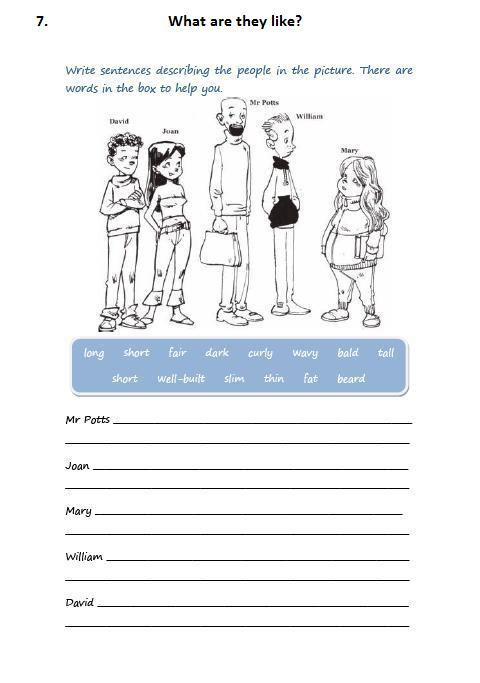 7. What are they like?
Write sentences describing the people in the picture. There are
words in the box to help you.
Mr Potts
David
William
Joan
Mary
long short fair dark curly wavy bald tall
short well-built slim thin fat beard
Mr Potts
Joan
Mary
William
David